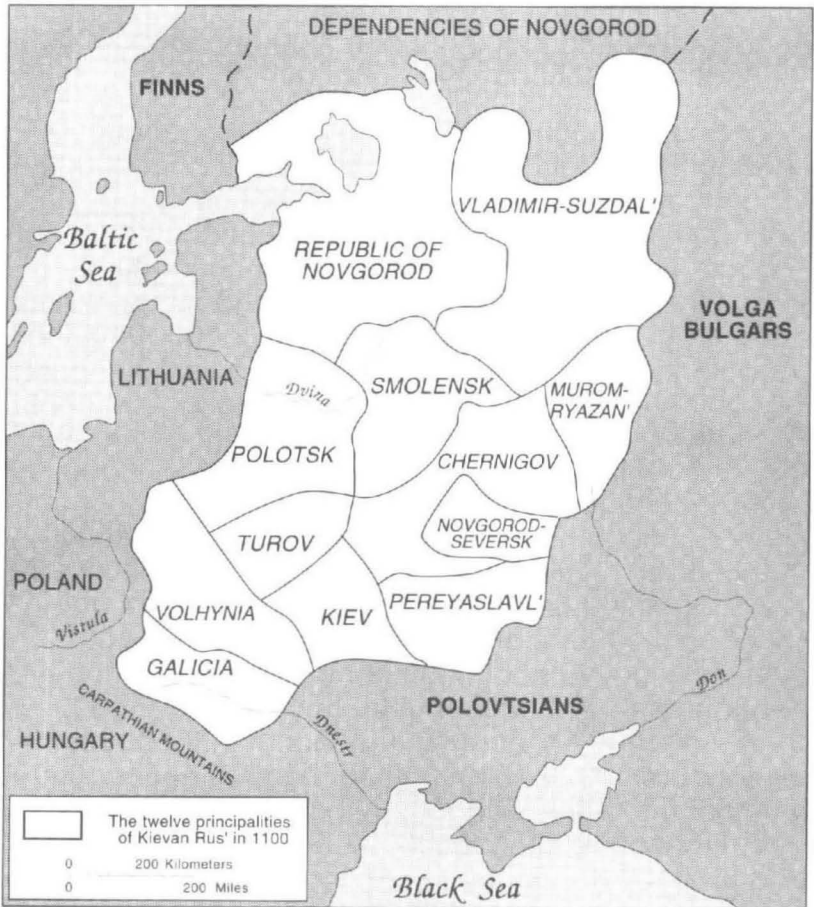 DEPENDENCIES OF NOVGOROD
FINNS
VLADIMIR-SUZDAL'
REPUBLIC OF
NOVGOROD
Baltic
Sea
VOLGA
BULGARS
LITHUANIA
Dvina
SMOLENSK
MUROM-
RYAZAN'
POLOTSK
CHERNIGOV
NOVGOROD-
SEVERSK
TUROV
POLAND
Vistula
VOLHYNIA
KIEV
PEREYASLAVL'
GALICIA
CARPATHIAN MOUNTAINS
HUNGARY
Dnestr
POLOVTSIANS
Don
The twelve principalities
of Kievan Rus' in 1100
0 200 Kilometers
0 200 Miles
Black Sea